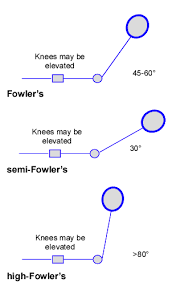 Knees may be
elevated
45-60°
Fowler's
Knees may be
elevated
30°
semi-Fowler's
Knees may be
elevated
>80°
high-Fowler's